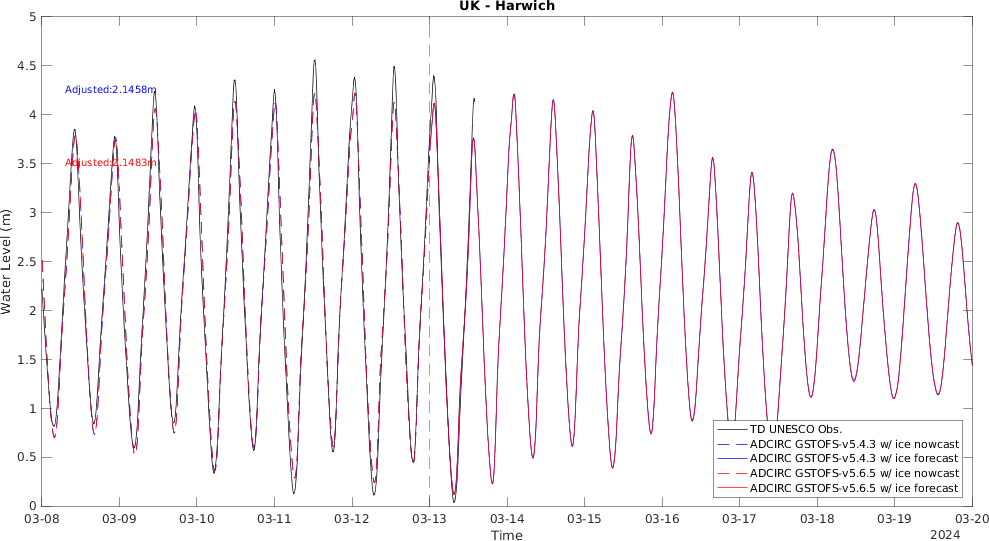 UK - Harwich
5
4.5
4
3.5
3
2.5
2
1.5
1
0.5
0
Water Level (m)
Adjusted:2.1458m
Adjusted:2.1483m
TD UNESCO Obs.
ADCIRC GSTOFS-v5.4.3 w/ ice nowcast
ADCIRC GSTOFS-v5.4.3 w/ ice forecast
ADCIRC GSTOFS-v5.6.5 w/ ice nowcast
ADCIRC GSTOFS-v5.6.5 w/ ice forecast
03-08 03-09 03-10 03-11 03-12 03-13 03-14 03-15 03-16 03-17 03-18 03-19 03-20
Time
2024